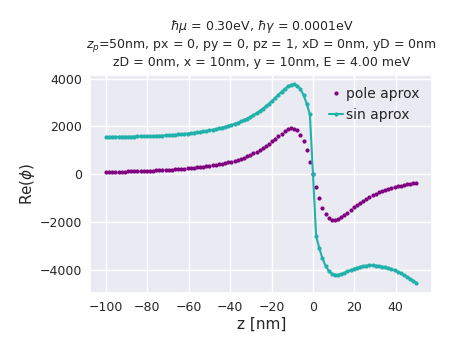 ħμ = 0.30eV, ħγ = 0.0001eV
z_p=50nm, px = 0, py = 0, pz = 1, xD = 0nm, yD = 0nm
zD = 0nm, x = 10nm, y = 10nm, E = 4.00 meV
4000
2000
0
−2000
−4000
Re(ϕ)
pole aprox
sin aprox
−100 −80 −60 −40 −20 0 20 40
z [nm]